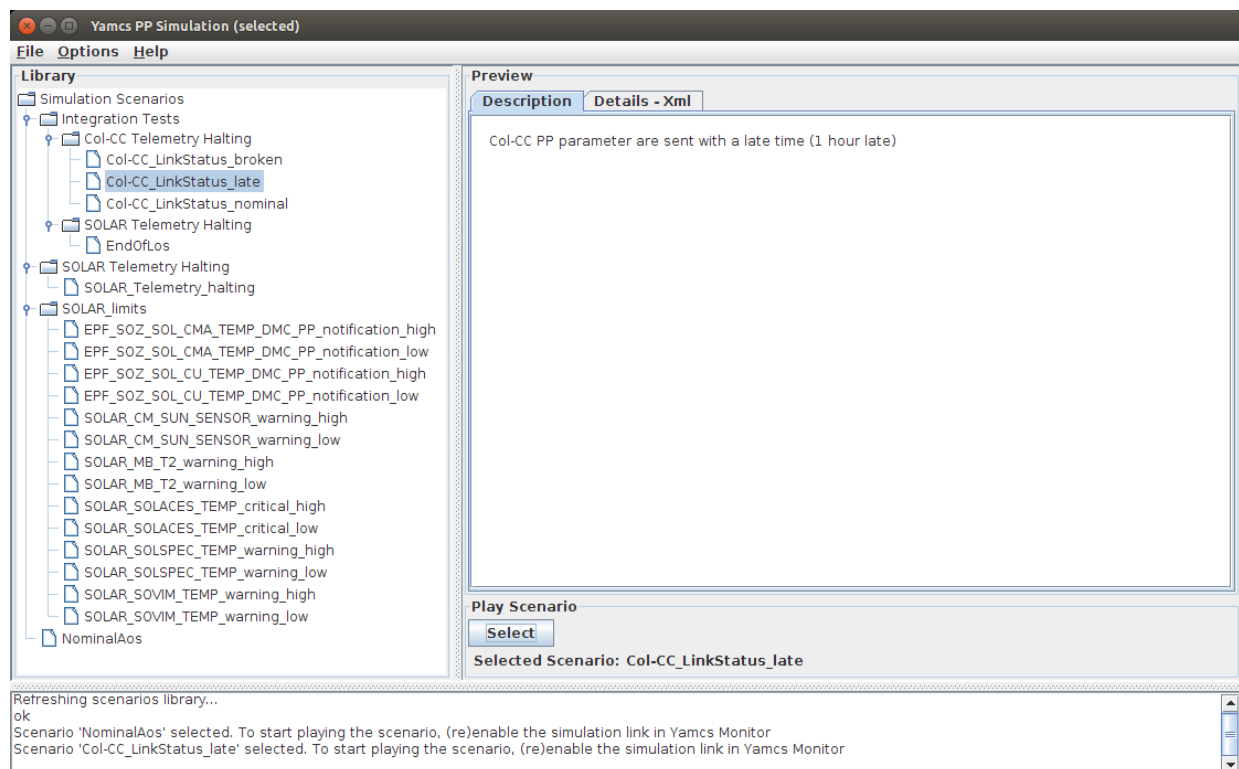 Yamcs PP Simulation (selected)
File Options Help
Library
Simulation Scenarios
Integration Tests
Col-CC Telemetry Halting
Col-CC_LinkStatus_broken
Col-CC_LinkStatus_late
Col-CC_LinkStatus_nominal
SOLAR Telemetry Halting
EndOfLos
SOLAR Telemetry Halting
SOLAR_Telemetry_halting
SOLAR_limits
EPF_SOZ_SOL_CMA_TEMP_DMC_PP_notification_high
EPF_SOZ_SOL_CMA_TEMP_DMC_PP_notification_low
EPF_SOZ_SOL_CU_TEMP_DMC_PP_notification_high
EPF_SOZ_SOL_CU_TEMP_DMC_PP_notification_low
SOLAR_CM_SUN_SENSOR_warning_high
SOLAR_CM_SUN_SENSOR_warning_low
SOLAR_MB_T2_warning_high
SOLAR_MB_T2_warning_low
SOLAR_SOLACES_TEMP_critical_high
SOLAR_SOLACES_TEMP_critical_low
SOLAR_SOLSPEC_TEMP_warning_high
SOLAR_SOLSPEC_TEMP_warning_low
SOLAR_SOVIM_TEMP_warning_high
SOLAR_SOVIM_TEMP_warning_low
NominalAos
Preview
Description Details - Xml
Col-CC PP parameter are sent with a late time (1 hour late)
Play Scenario
Select
Selected Scenario: Col-CC_LinkStatus_late
Refreshing scenarios library...
ok
Scenario 'NominalAos' selected. To start playing the scenario, (re)enable the simulation link in Yamcs Monitor
Scenario 'Col-CC_LinkStatus_late' selected. To start playing the scenario, (re)enable the simulation link in Yamcs Monitor